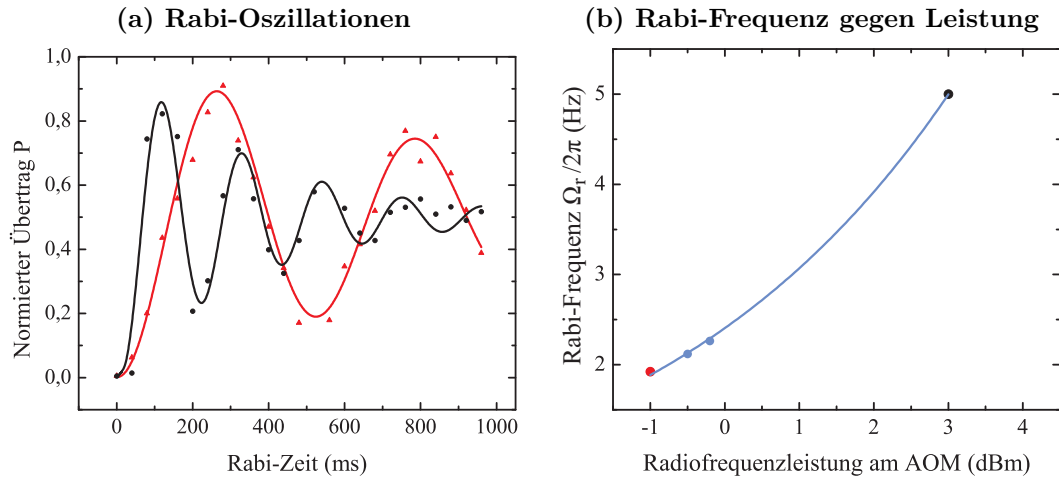 (a) Rabi-Oszillationen
1,0
0,8
0,6
0,4
0,2
0,0
0 200 400 600 800 1000
Normierter Übertrag P
Rabi-Zeit (ms)
(b) Rabi-Frequenz gegen Leistung
5
4
3
2
-1 0 1 2 3 4
Rabi-Frequenz Ωr/2π (Hz)
Radiofrequenzleistung am AOM (dBm)